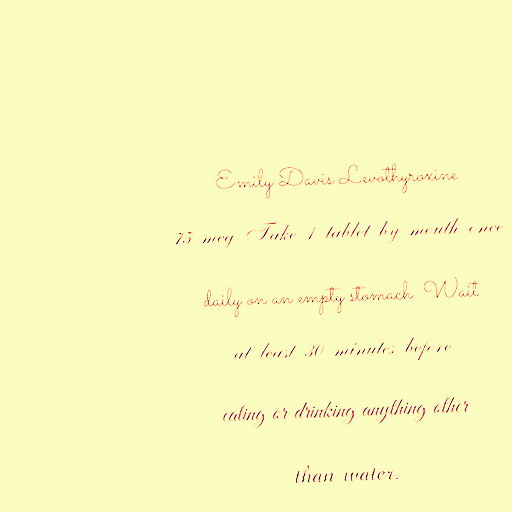 Emily Davis Levothyroxine
75 mcg Take 1 tablet by mouth once
daily on an empty stomach. Wait
at least 30 minutes before
eating or drinking anything other
than water.